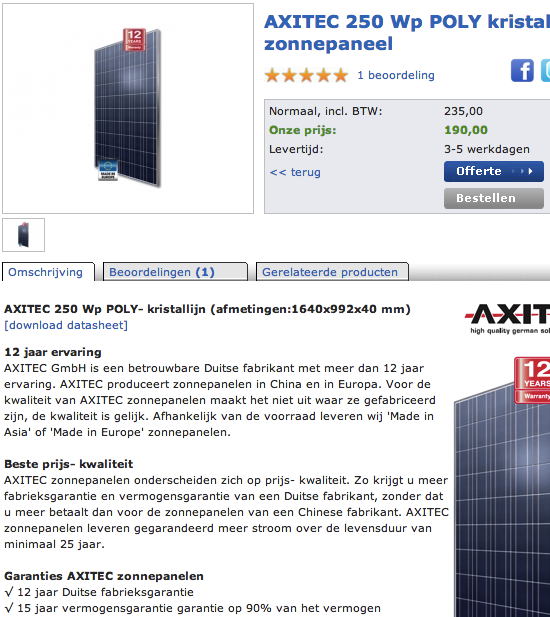 AXITEC 250 Wp POLY kristal
zonnepaneel
1 beoordeling
Normaal, incl. BTW: 235,00
Onze prijs: 190,00
Levertijd: 3-5 werkdagen
<< terug
Offerte
Bestellen
12
YEARS
Warranty
MADE IN
EUROPE
Omschrijving
Beoordelingen (1)
Gerelateerde producten
AXITEC 250 Wp POLY- kristallijn (afmetingen:1640x992x40 mm)
[download datasheet]
AXIT
high quality german so
12 jaar ervaring
AXITEC GmbH is een betrouwbare Duitse fabrikant met meer dan 12 jaar
ervaring. AXITEC produceert zonnepanelen in China en in Europa. Voor de
kwaliteit van AXITEC zonnepanelen maakt het niet uit waar ze gefabriceerd
zijn, de kwaliteit is gelijk. Afhankelijk van de voorraad leveren wij 'Made in
Asia' of 'Made in Europe' zonnepanelen.
12
YEARS
Warranty
Beste prijs- kwaliteit
AXITEC zonnepanelen onderscheiden zich op prijs- kwaliteit. Zo krijgt u meer
fabrieksgarantie en vermogensgarantie van een Duitse fabrikant, zonder dat
u meer betaalt dan voor de zonnepanelen van een Chinese fabrikant. AXITEC
zonnepanelen leveren gegarandeerd meer stroom over de levensduur van
minimaal 25 jaar.
Garanties AXITEC zonnepanelen
√ 12 jaar Duitse fabrieksgarantie
√ 15 jaar vermogensgarantie garantie op 90% van het vermogen